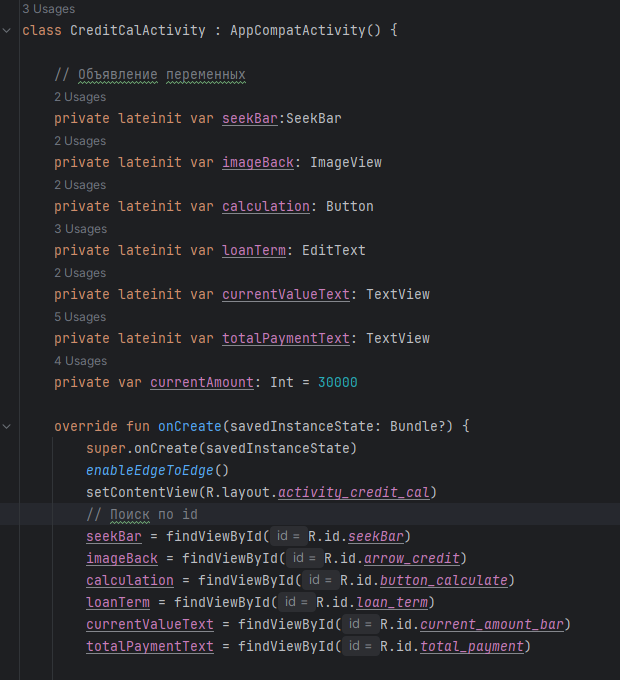 3 Usages
class CreditCalActivity : AppCompatActivity() {
// Объявление переменных
2 Usages
private lateinit var seekBar:SeekBar
2 Usages
private lateinit var imageBack: ImageView
2 Usages
private lateinit var calculation: Button
3 Usages
private lateinit var loanTerm: EditText
2 Usages
private lateinit var currentValueText: TextView
5 Usages
private lateinit var totalPaymentText: TextView
4 Usages
private var currentAmount: Int = 30000
override fun onCreate(savedInstanceState: Bundle?) {
super.onCreate(savedInstanceState)
enableEdgeToEdge()
setContentView(R.layout.activity_credit_cal)
// Поиск по id
seekBar = findViewById( id = R.id.seekBar)
imageBack = findViewById( id = R.id.arrow_credit)
calculation = findViewById( id = R.id.button_calculate)
loanTerm = findViewById( id = R.id.loan_term)
currentValueText = findViewById( id = R.id.current_amount_bar)
totalPaymentText = findViewById( id = R.id.total_payment)